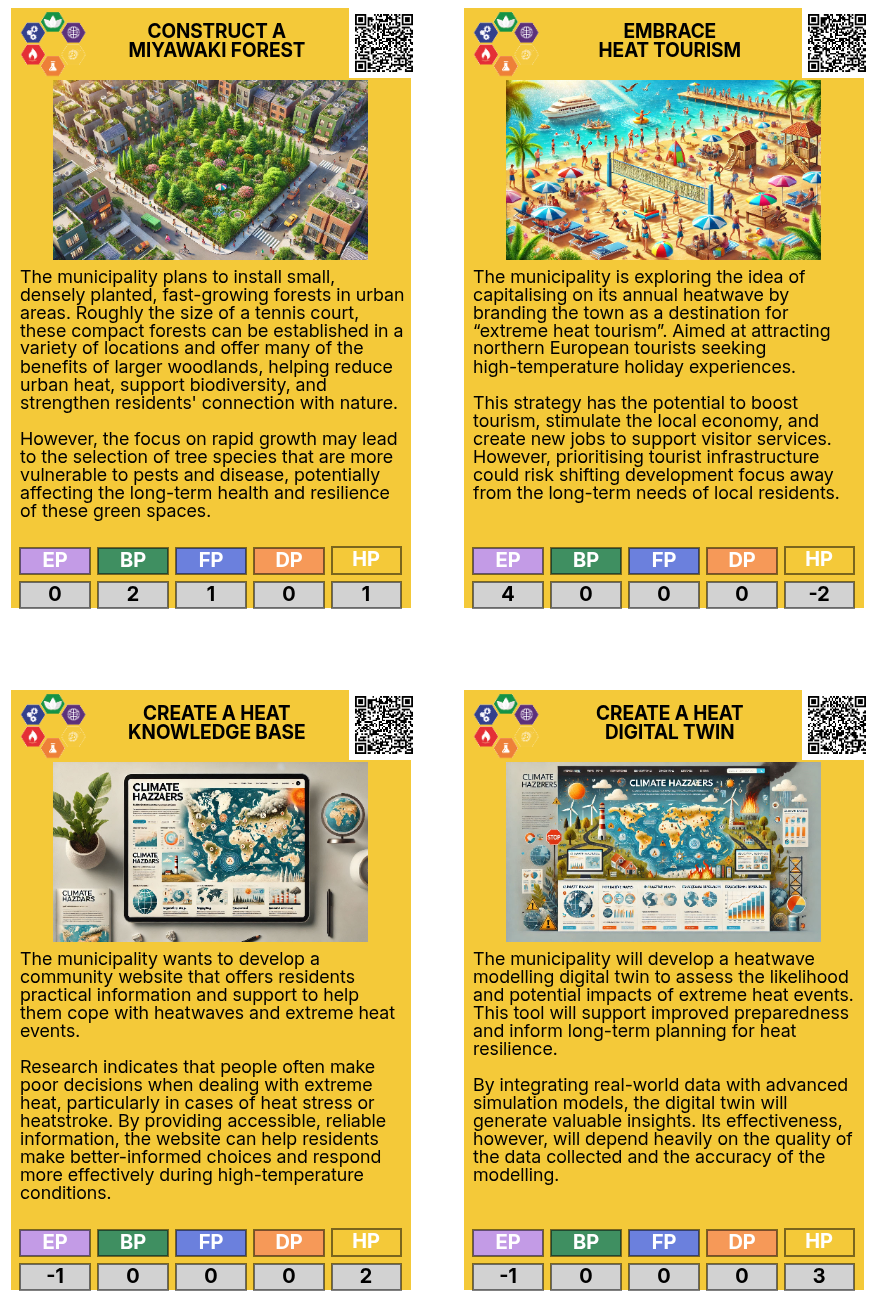 CONSTRUCT A
MIYAWAKI FOREST
The municipality plans to install small,
densely planted, fast-growing forests in urban
areas. Roughly the size of a tennis court,
these compact forests can be established in a
variety of locations and offer many of the
benefits of larger woodlands, helping reduce
urban heat, support biodiversity, and
strengthen residents' connection with nature.
However, the focus on rapid growth may lead
to the selection of tree species that are more
vulnerable to pests and disease, potentially
affecting the long-term health and resilience
of these green spaces.
EP BP FP DP HP
0 2 1 0 1
EMBRACE
HEAT TOURISM
The municipality is exploring the idea of
capitalising on its annual heatwave by
branding the town as a destination for
“extreme heat tourism”. Aimed at attracting
northern European tourists seeking
high-temperature holiday experiences.
This strategy has the potential to boost
tourism, stimulate the local economy, and
create new jobs to support visitor services.
However, prioritising tourist infrastructure
could risk shifting development focus away
from the long-term needs of local residents.
EP BP FP DP HP
4 0 0 0 -2
CREATE A HEAT
KNOWLEDGE BASE
CLIMATE
HAZZAERS
CLIMATE
The municipality wants to develop a
community website that offers residents
practical information and support to help
them cope with heatwaves and extreme heat
events.
Research indicates that people often make
poor decisions when dealing with extreme
heat, particularly in cases of heat stress or
heatstroke. By providing accessible, reliable
information, the website can help residents
make better-informed choices and respond
more effectively during high-temperature
conditions.
EP BP FP DP HP
-1 0 0 0 2
CREATE A HEAT
DIGITAL TWIN
CLIMATE
CLIMATE
STOP
The municipality will develop a heatwave
modelling digital twin to assess the likelihood
and potential impacts of extreme heat events.
This tool will support improved preparedness
and inform long-term planning for heat
resilience.
By integrating real-world data with advanced
simulation models, the digital twin will
generate valuable insights. Its effectiveness,
however, will depend heavily on the quality of
the data collected and the accuracy of the
modelling.
EP BP FP DP HP
-1 0 0 0 3